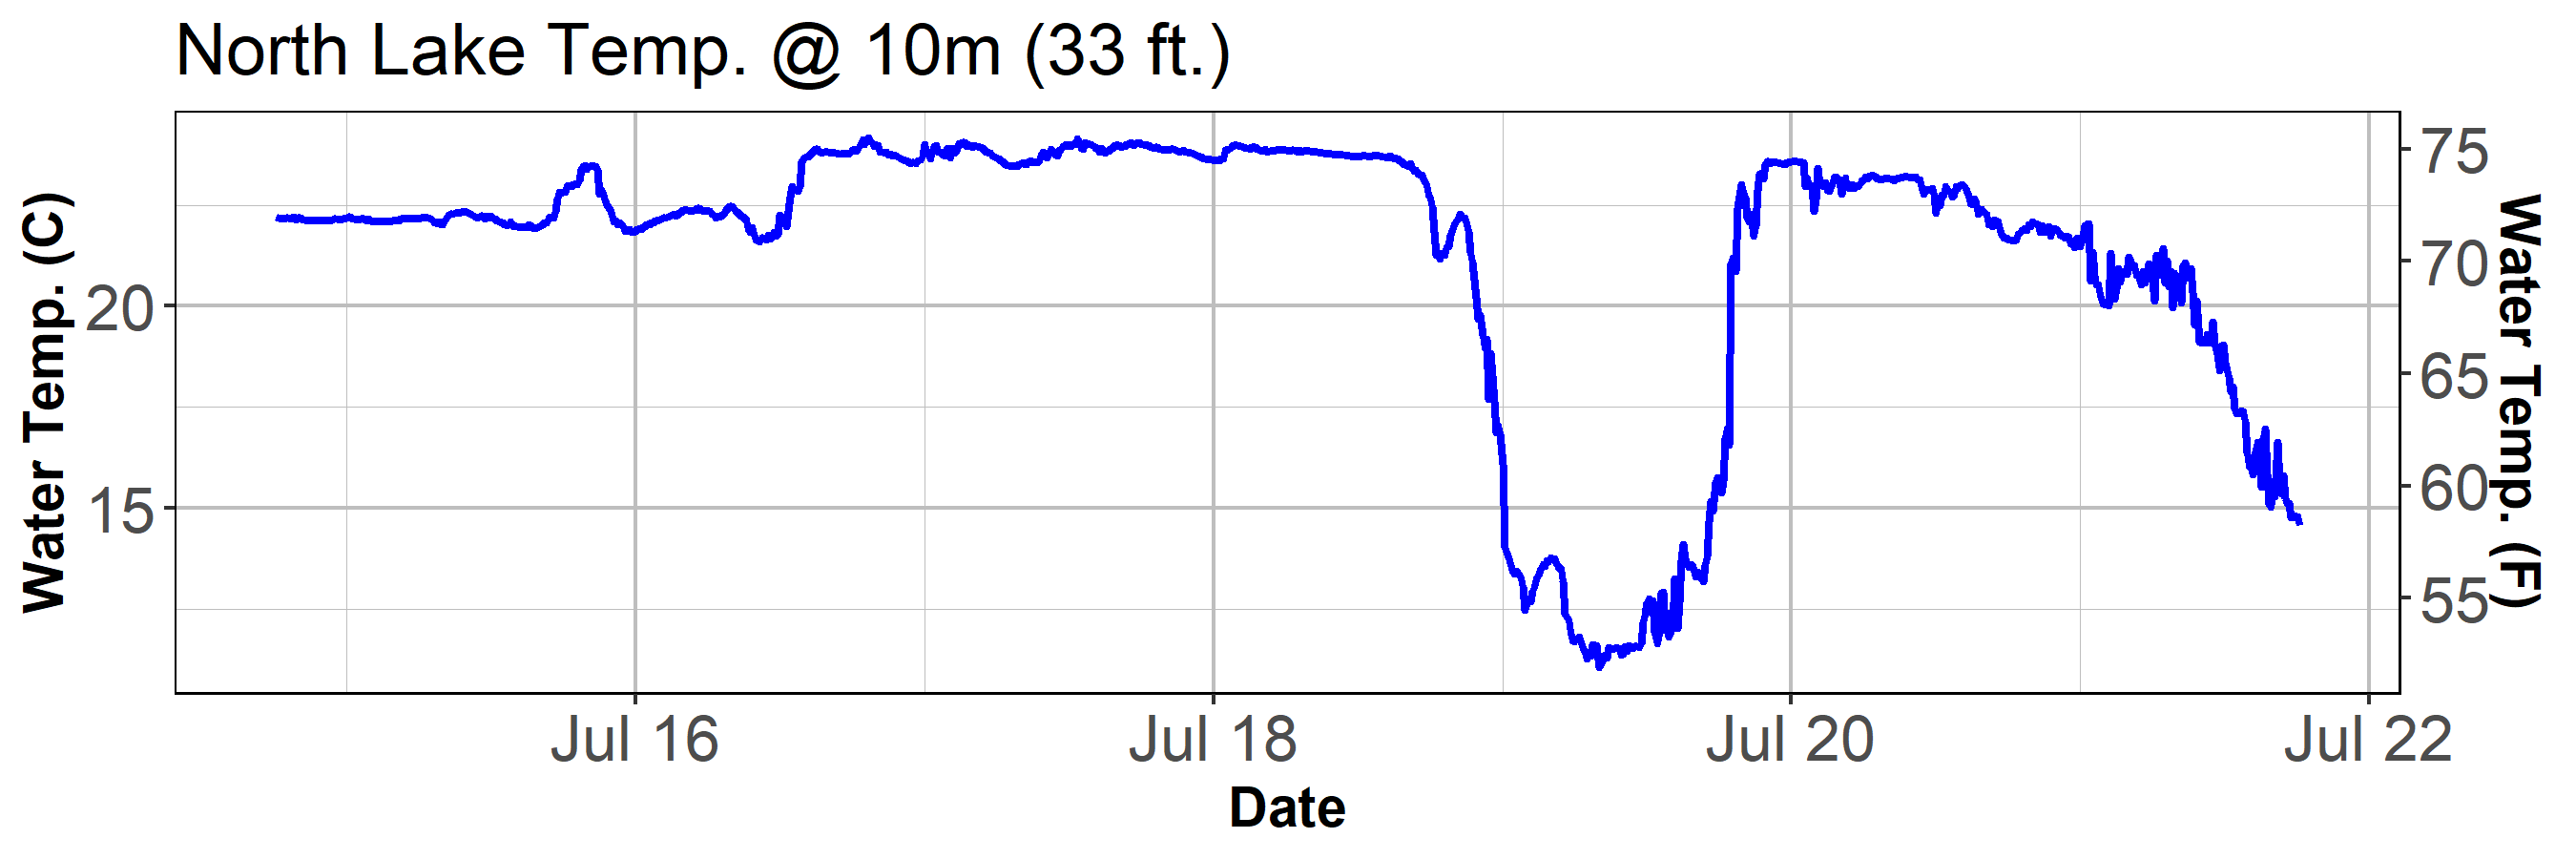 North Lake Temp. @ 10m (33 ft.)
Water Temp. (C)
20
15
75
70
65
60
55
Water Temp. (F)
Jul 16 Jul 18 Jul 20 Jul 22
Date